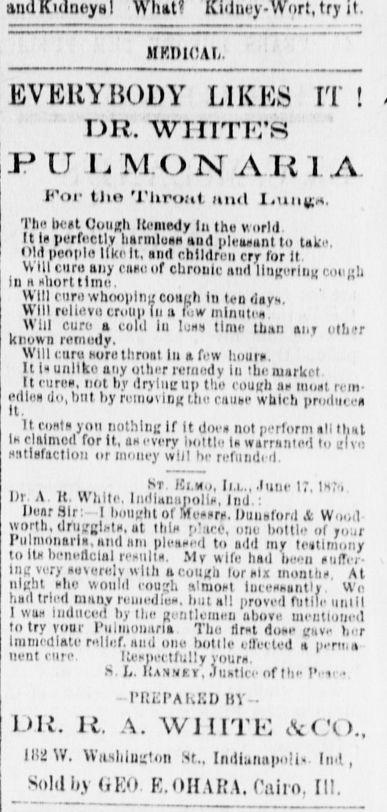 andKidneys! What? Kidney-Wort, try it.
MEDICAL.
EVERYBODY LIKES IT!
DR. WHITE'S
PULMONARIA
For the Throat and Lungs.
The best Cough Remedy in the world
It is perfectly harmless and pleasant to take.
Old people like it, and children cry for it.
Will cure any case of chronic and lingering cough
in a short time.
Will cure whooping cough in ten days.
Will relieve croup in a few minutes.
Will cure a cold in less time than any other
known remedy.
Will cure sore throat in a few hours.
It is unlike any other remedy in the market.
It cures, not by drying up the cough as most rem-
edies do, but by removing the cause which produces
it.
It costs you nothing if it does not perform all that
is claimed for it, as every bottle is warranted to give
satisfaction or money will be refunded.
ST. ELMO, ILL., June 17, 187
Dr. A. R. White, Indianapolis, Ind.:
Dear Sir:—I bought of Messrs. Dunsford & Wood
worth, druggists, at this place, one bottle of your
Pulmonaria, and am pleased to add my testimony
to its beneficial results. My wife had been suffer-
ing very severely with a cough for six months. At
night she would cough almost incessantly. We
had tried many remedies, but all proved futile until
I was induced by the gentlemen above mentioned
to try your Pulmonaria. The first dose gave her
immediate relief, and one bottle effected a perma-
nent cure. Respectfully yours,
S. L. RANNEY, Justice of the Peace.
—PREPARED BY—
DR. R. A. WHITE & CO.,
182 W. Washington St., Indianapolis Ind.,
Sold by GEO. E. OHARA, Cairo, Ill.